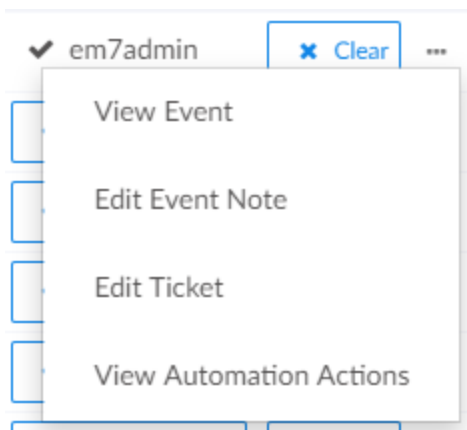 em7admin Clear
View Event
Edit Event Note
Edit Ticket
View Automation Actions